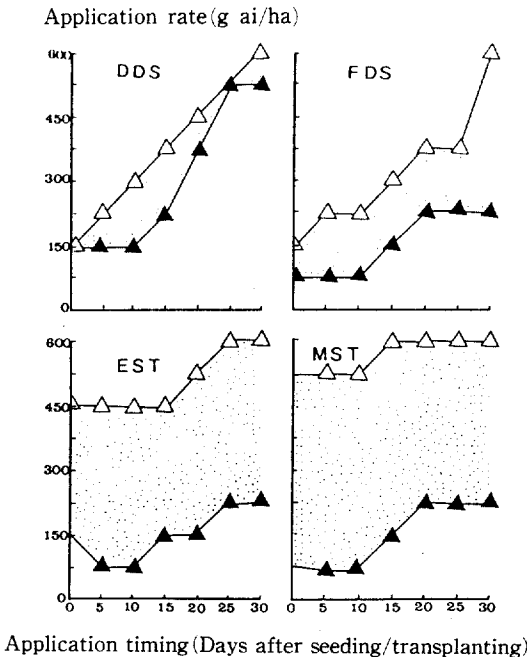 Application rate(g ai/ha)
600
450
300
150
0
DDS
FDS
600
450
300
150
0
EST
MST
0 5 10 15 20 25 30
0 5 10 15 20 25 30
Application timing(Days after seeding/transplanting)